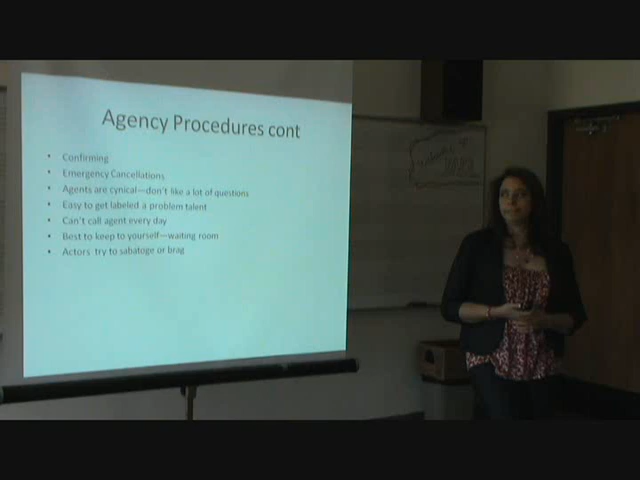 Agency Procedures cont
• Confirming
• Emergency Cancellations
• Agents are cynical—don't like a lot of questions
• Easy to get labeled a problem talent
• Can't call agent every day
• Best to keep to yourself—waiting room
• Actors try to sabatoge or brag